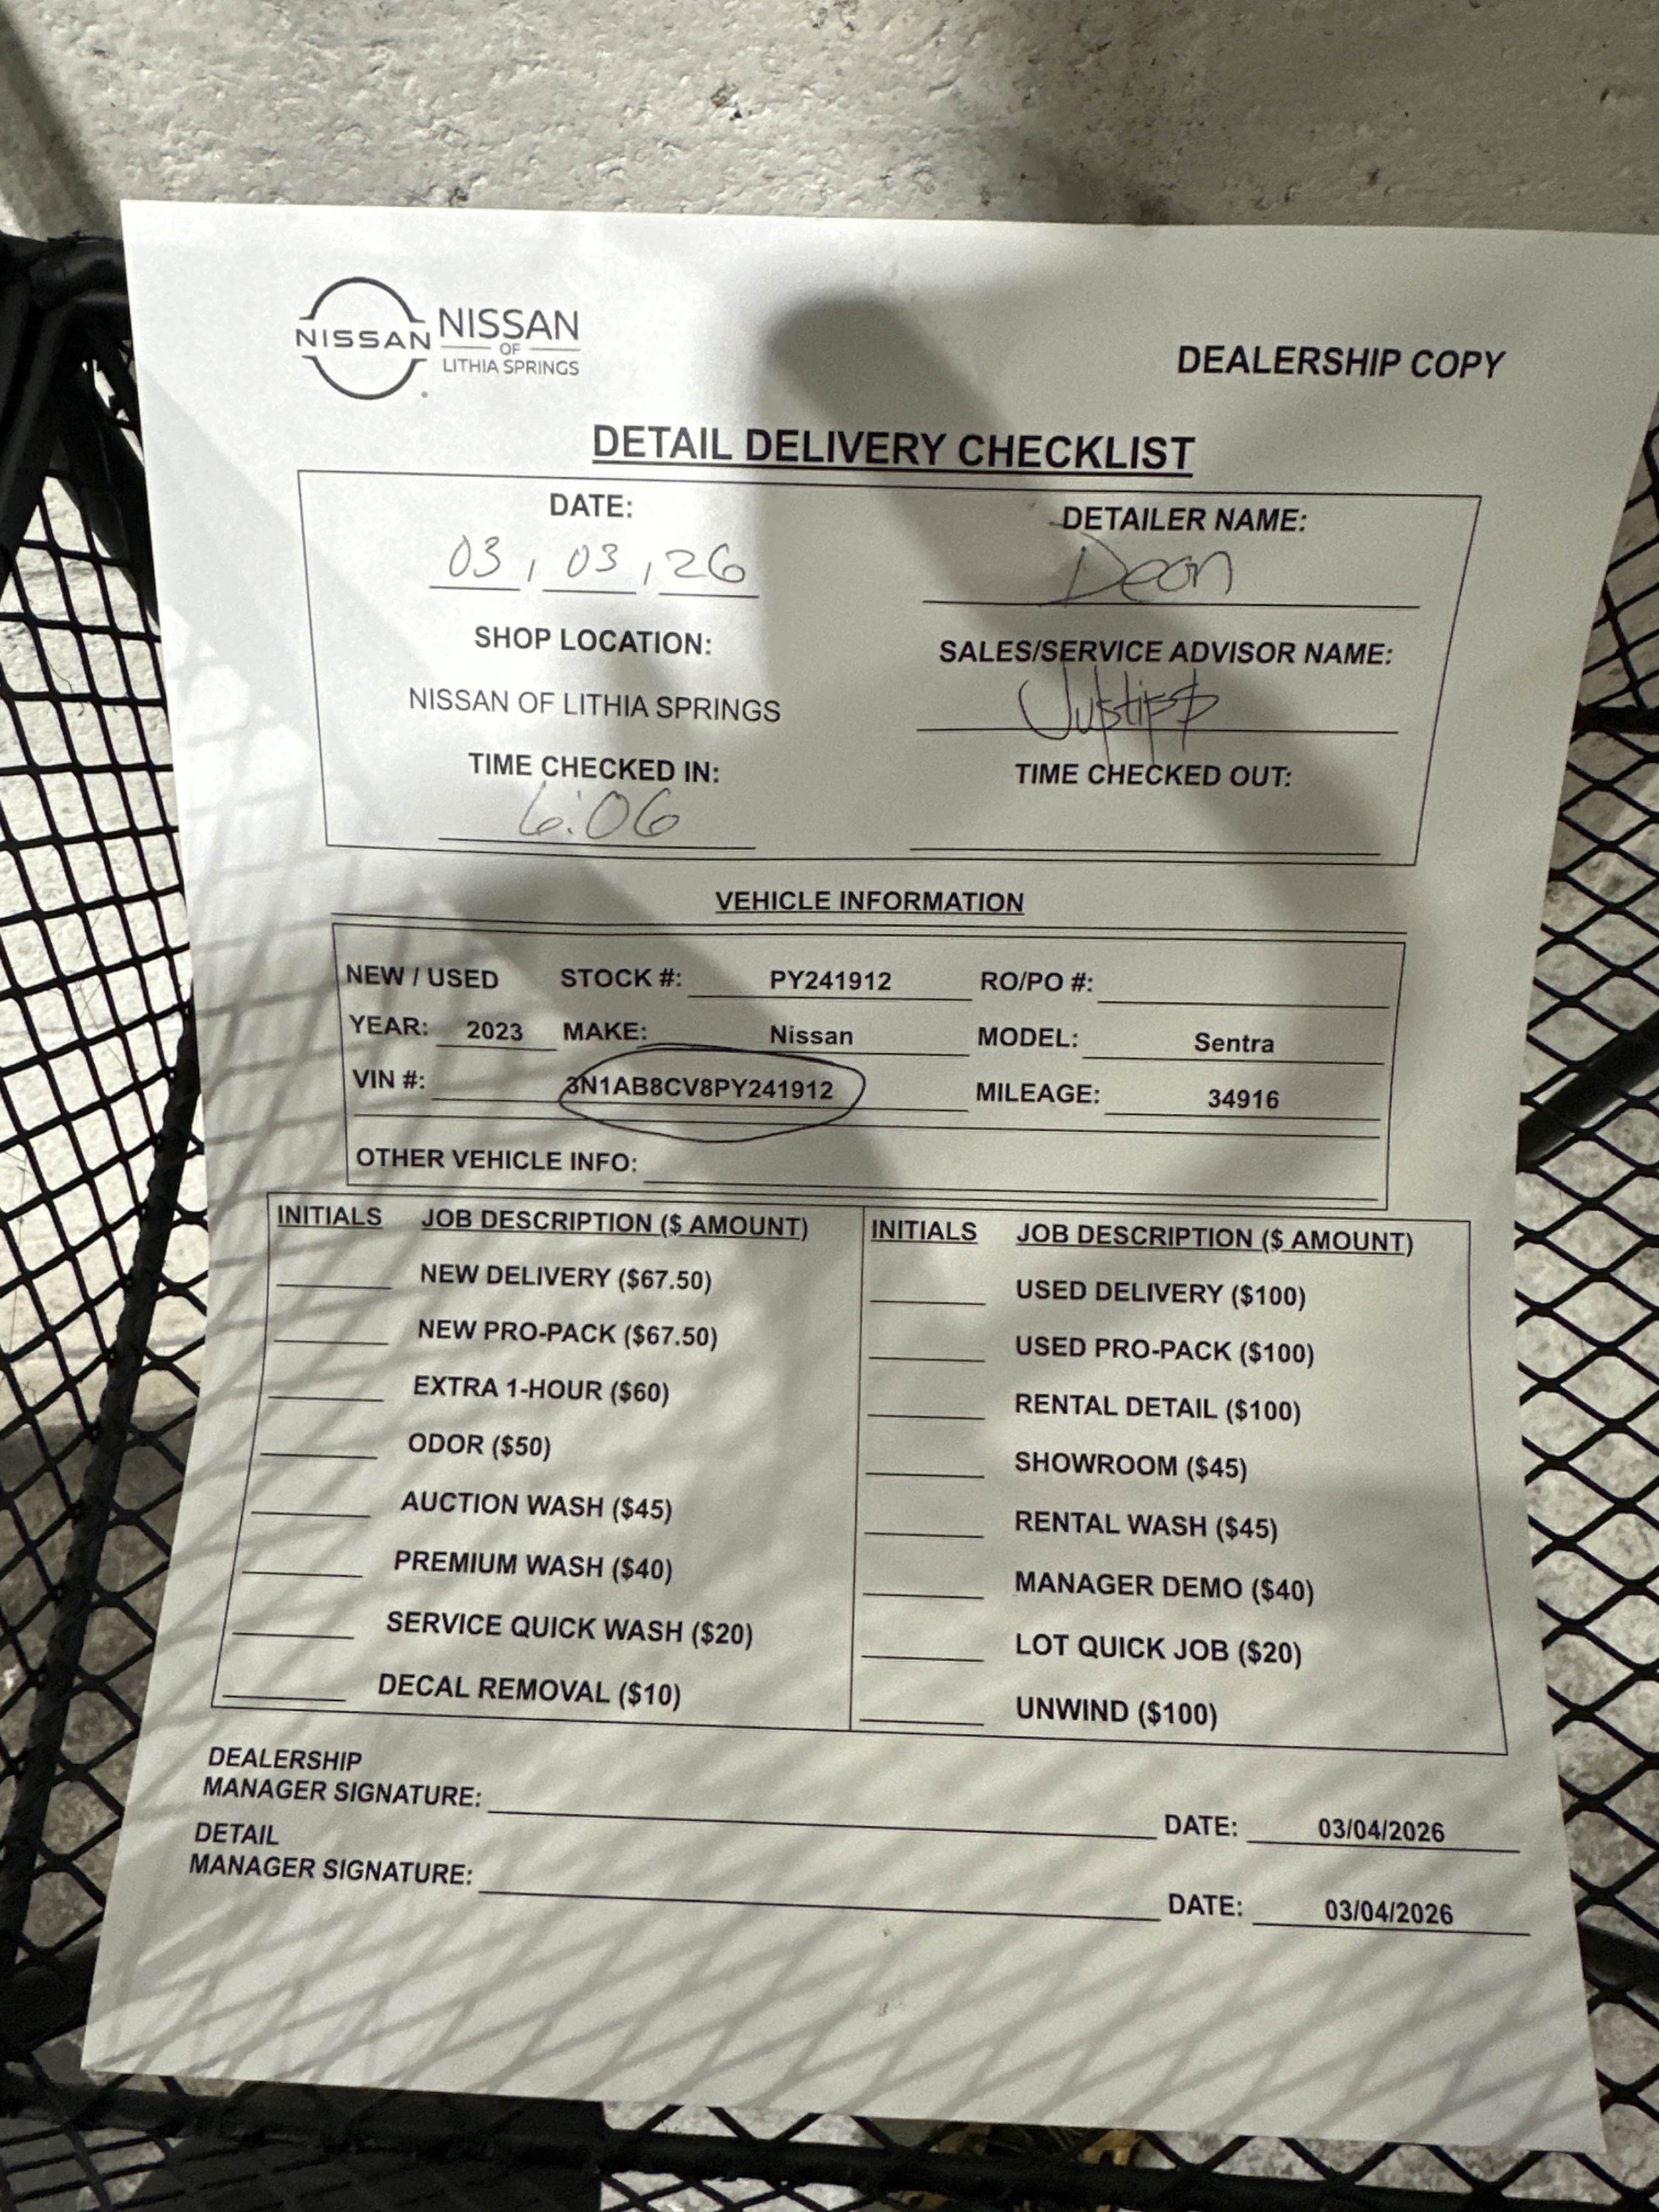 NISSAN
NISSAN
OF
LITHIA SPRINGS
DEALERSHIP COPY
DETAIL DELIVERY CHECKLIST
DATE:
03, 03, 26
DETAILER NAME:
Deon
SHOP LOCATION:
NISSAN OF LITHIA SPRINGS
SALES/SERVICE ADVISOR NAME:
TIME CHECKED IN:
6:06
TIME CHECKED OUT:
VEHICLE INFORMATION
NEW / USED STOCK #: PY241912 RO/PO #:
YEAR: 2023 MAKE: Nissan MODEL: Sentra
VIN #: 3N1AB8CV8PY241912 MILEAGE: 34916
OTHER VEHICLE INFO:
INITIALS JOB DESCRIPTION ($ AMOUNT)
NEW DELIVERY ($67.50)
NEW PRO-PACK ($67.50)
EXTRA 1-HOUR ($60)
ODOR ($50)
AUCTION WASH ($45)
PREMIUM WASH ($40)
SERVICE QUICK WASH ($20)
DECAL REMOVAL ($10)
INITIALS JOB DESCRIPTION ($ AMOUNT)
USED DELIVERY ($100)
USED PRO-PACK ($100)
RENTAL DETAIL ($100)
SHOWROOM ($45)
RENTAL WASH ($45)
MANAGER DEMO ($40)
LOT QUICK JOB ($20)
UNWIND ($100)
DEALERSHIP
MANAGER SIGNATURE: DATE: 03/04/2026
DETAIL
MANAGER SIGNATURE: DATE: 03/04/2026